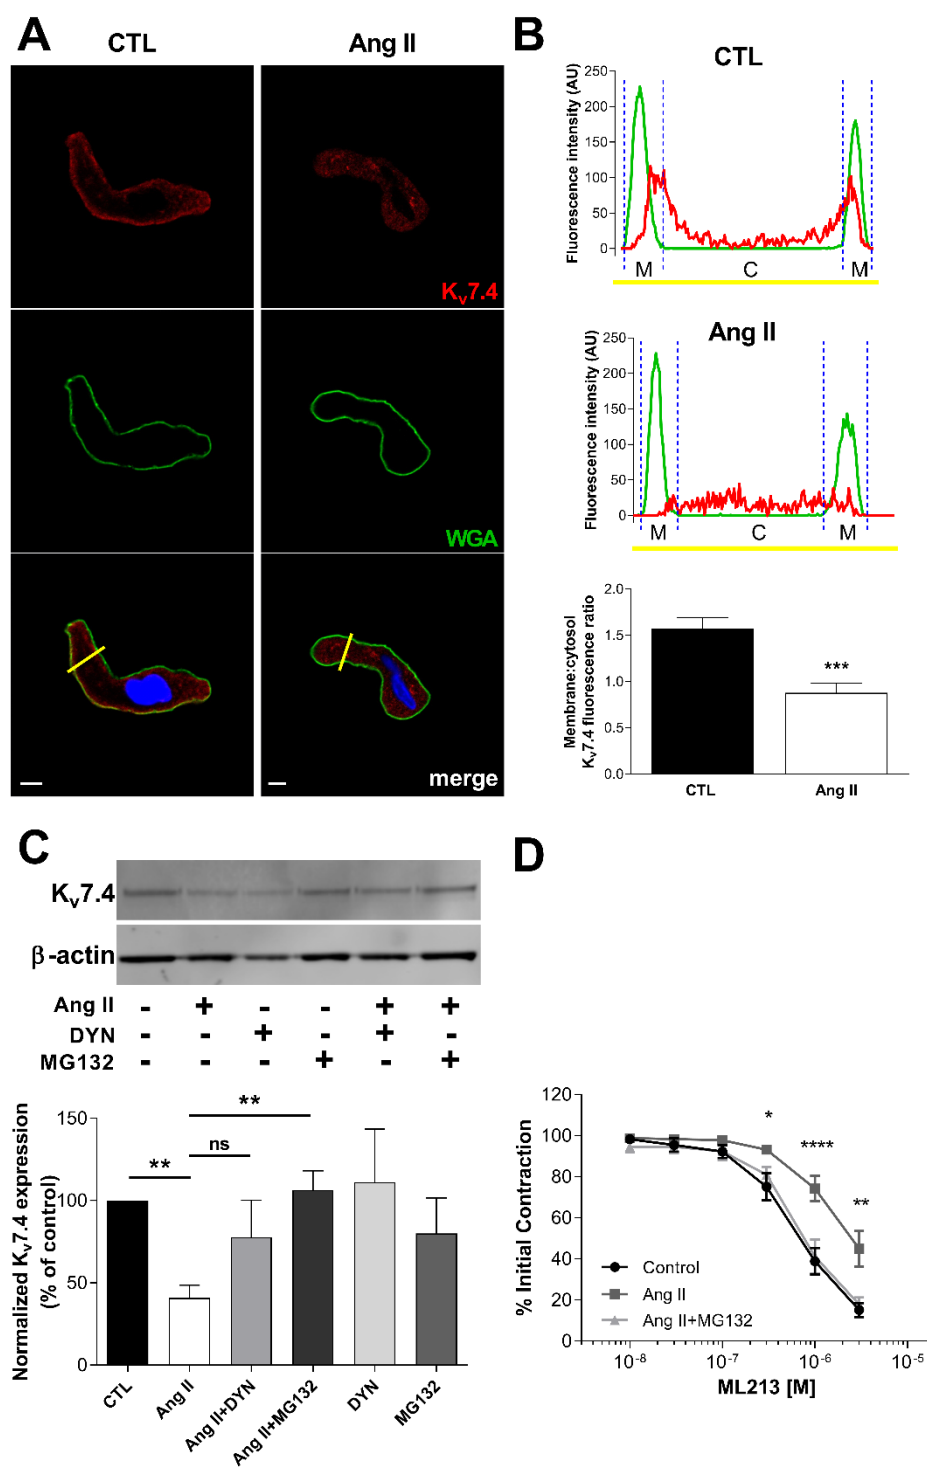 A
CTL
Ang II
Kv7.4
WGA
merge
B
CTL
Fluorescence intensity (AU)
250
200
150
100
50
0
M
C
M
Ang II
Fluorescence intensity (AU)
250
200
150
100
50
0
M
C
M
Membrane:cytosol
Kv7.4 fluorescence ratio
2.0
1.5
1.0
0.5
0.0
***
CTL
Ang II
C
Kv7.4
β-actin
Ang II - + - - + +
DYN - - + - + -
MG132 - - - + - +
Normalized Kv7.4 expression
(% of control)
150
100
50
0
**
ns
**
CTL
Ang II
Ang II+DYN
Ang II+MG132
DYN
MG132
D
% Initial Contraction
120
100
80
60
40
20
0
*
****
**
Control
Ang II
Ang II+MG132
10-8
10-7
10-6
10-5
ML213 [M]